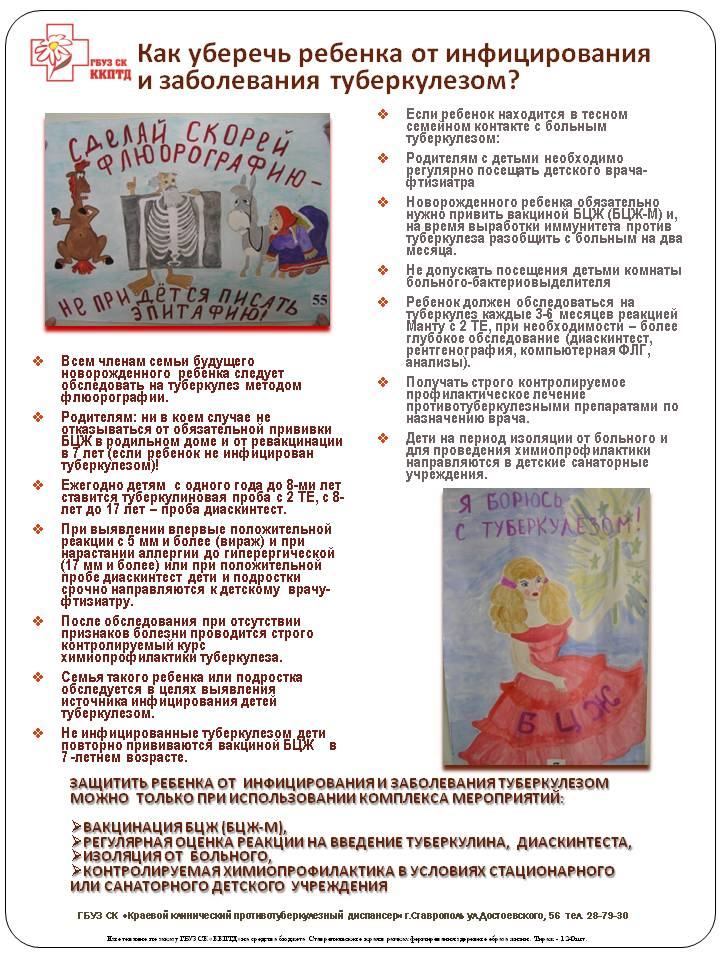 ГБУЗ СК
ККПТД
Как уберечь ребенка от инфицирования
и заболевания туберкулезом?
СДЕЛАЙ СКОРЕЙ
ФЛЮОРОГРАФИЮ –
НЕ ПРИДЁТСЯ ПИСАТЬ
ЭПИТАФИЮ!
55
Всем членам семьи будущего
новорожденного ребенка следует
обследовать на туберкулез методом
флюорографии.
Родителям: ни в коем случае не
отказываться от обязательной прививки
БЦЖ в родильном доме и от ревакцинации
в 7 лет (если ребенок не инфицирован
туберкулезом)!
Ежегодно детям с одного года до 8-ми лет
ставится туберкулиновая проба с 2 ТЕ, с 8-
лет до 17 лет – проба диаскинтест.
При выявлении впервые положительной
реакции с 5 мм и более (вираж) и при
нарастании аллергии до гиперергической
(17 мм и более) или при положительной
пробе диаскинтест дети и подростки
срочно направляются к детскому врачу-
фтизиатру.
После обследования при отсутствии
признаков болезни проводится строго
контролируемый курс
химиопрофилактики туберкулеза.
Семья такого ребенка или подростка
обследуется в целях выявления
источника инфицирования детей
туберкулезом.
Не инфицированные туберкулезом дети
повторно прививаются вакциной БЦЖ в
7 -летнем возрасте.
Если ребенок находится в тесном
семейном контакте с больным
туберкулезом:
Родителям с детьми необходимо
регулярно посещать детского врача-
фтизиатра
Новорожденного ребенка обязательно
нужно привить вакциной БЦЖ (БЦЖ-М) и,
на время выработки иммунитета против
туберкулеза разобщить с больным на два
месяца.
Не допускать посещения детьми комнаты
больного-бактериовыделителя
Ребенок должен обследоваться на
туберкулез каждые 3-6 месяцев реакцией
Манту с 2 ТЕ, при необходимости – более
глубокое обследование (диаскинтест,
рентгенография, компьютерная ФЛГ,
анализы).
Получать строго контролируемое
профилактическое лечение
противотуберкулезными препаратами по
назначению врача.
Дети на период изоляции от больного и
для проведения химиопрофилактики
направляются в детские санаторные
учреждения.
Я БОРЮСЬ
С ТУБЕРКУЛЕЗОМ!
БЦЖ
ЗАЩИТИТЬ РЕБЕНКА ОТ ИНФИЦИРОВАНИЯ И ЗАБОЛЕВАНИЯ ТУБЕРКУЛЕЗОМ
МОЖНО ТОЛЬКО ПРИ ИСПОЛЬЗОВАНИИ КОМПЛЕКСА МЕРОПРИЯТИЙ:
ВАКЦИНАЦИЯ БЦЖ (БЦЖ-М),
РЕГУЛЯРНАЯ ОЦЕНКА РЕАКЦИИ НА ВВЕДЕНИЕ ТУБЕРКУЛИНА, ДИАСКИНТЕСТА,
ИЗОЛЯЦИЯ ОТ БОЛЬНОГО,
КОНТРОЛИРУЕМАЯ ХИМИОПРОФИЛАКТИКА В УСЛОВИЯХ СТАЦИОНАРНОГО
ИЛИ САНАТОРНОГО ДЕТСКОГО УЧРЕЖДЕНИЯ
ГБУЗ СК «Краевой клинический противотуберкулезный диспансер» г.Ставрополь ул.Достоевского, 56 тел. 28-79-30